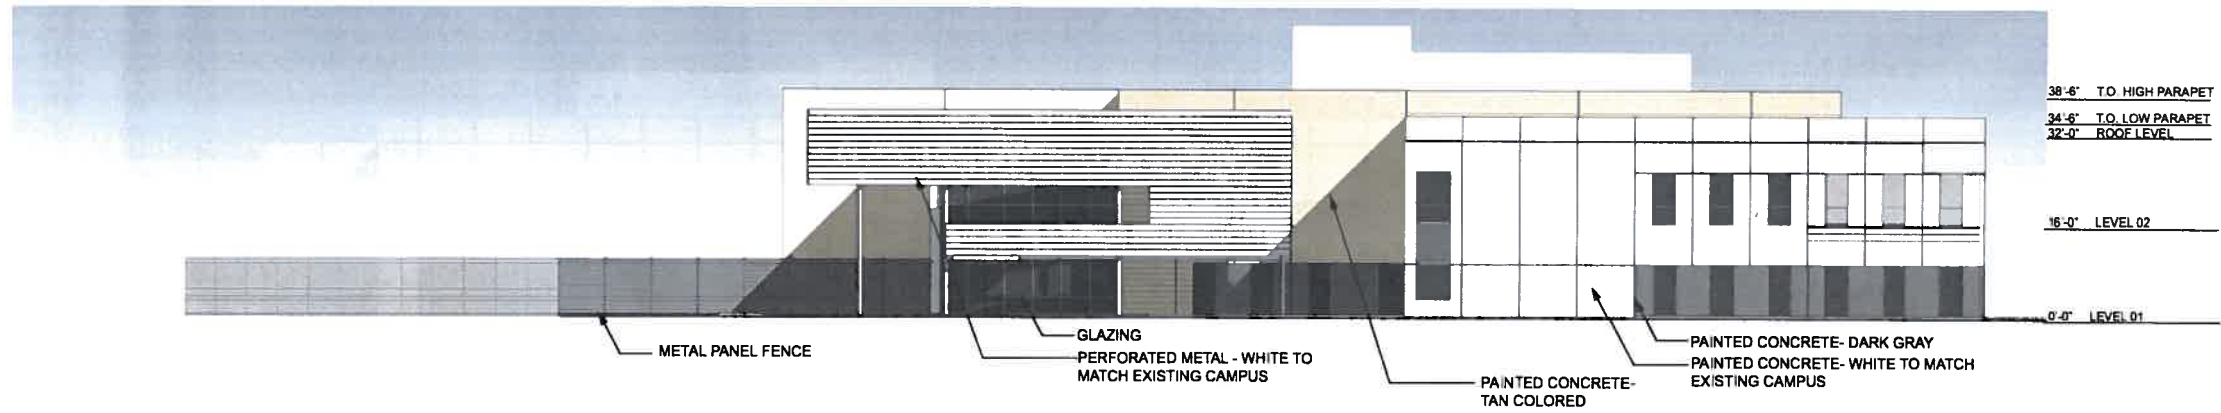 38'-6" T.O. HIGH PARAPET
34'-6" T.O. LOW PARAPET
32'-0" ROOF LEVEL
16'-0" LEVEL 02
0'-0" LEVEL 01
METAL PANEL FENCE
GLAZING
PERFORATED METAL - WHITE TO
MATCH EXISTING CAMPUS
PAINTED CONCRETE-
TAN COLORED
PAINTED CONCRETE- DARK GRAY
PAINTED CONCRETE- WHITE TO MATCH
EXISTING CAMPUS